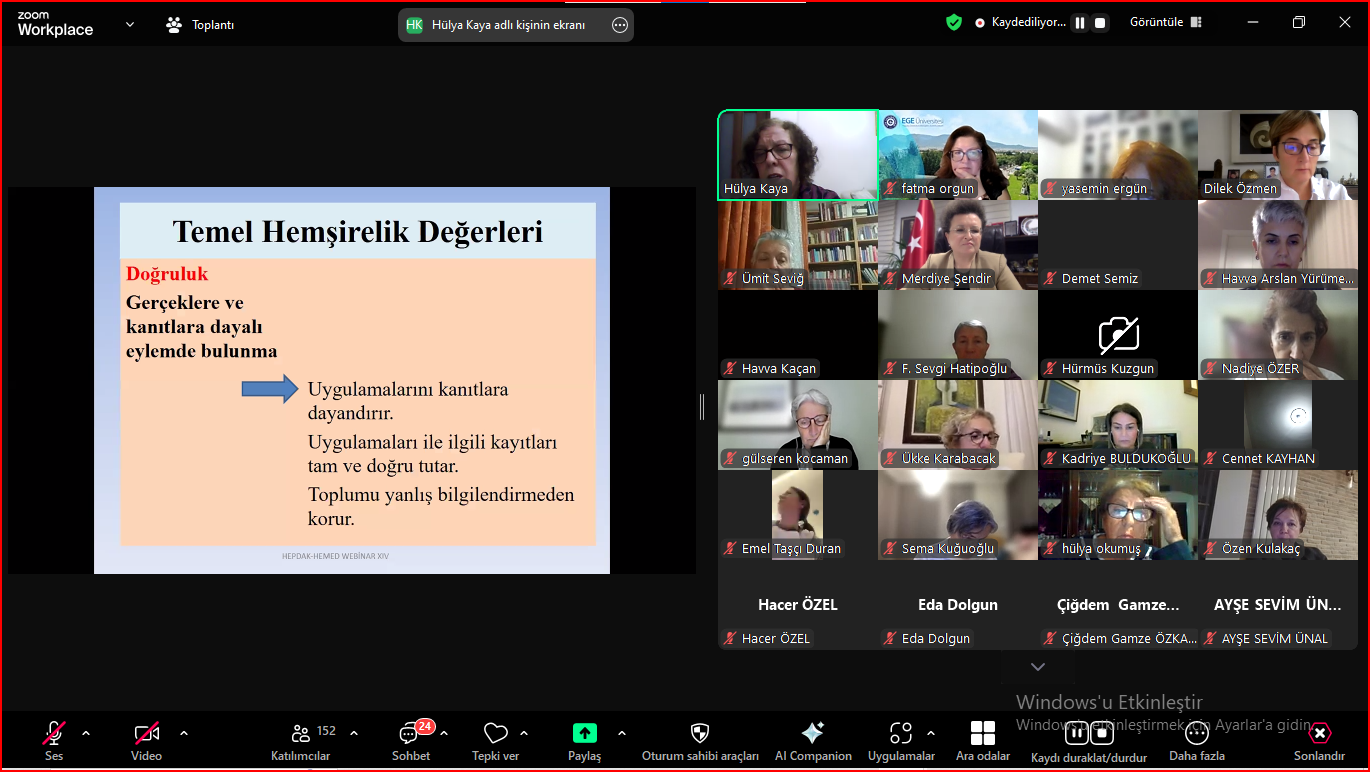 zoom
Workplace
Toplantı
HK Hülya Kaya adlı kişinin ekranı
Kaydediliyor...
Görüntüle
Temel Hemşirelik Değerleri
Doğruluk
Gerçeklere ve
kanıtlara dayalı
eylemde bulunma
Uygulamalarını kanıtlara
dayandırır.
Uygulamaları ile ilgili kayıtları
tam ve doğru tutar.
Toplumu yanlış bilgilendirmeden
korur.
HEPDAK-HEMED WEBİNAR XIV
EGE Üniversitesi
Hülya Kaya
fatma orgun
yasemin ergün
Dilek Özmen
Ümit Seviğ
Merdiye Şendir
Demet Semiz
Havva Arslan Yürüme...
Havva Kaçan
F. Sevgi Hatipoğlu
Hürmüs Kuzgun
Nadiye ÖZER
gülseren kocaman
Ükke Karabacak
Kadriye BULDUKOĞLU
Cennet KAYHAN
Emel Taşçı Duran
Sema Kuğuoğlu
hülya okumuş
Özen Kulakaç
Hacer ÖZEL
Eda Dolgun
Çiğdem Gamze...
AYŞE SEVİM ÜN...
Hacer ÖZEL
Eda Dolgun
Çiğdem Gamze ÖZKA...
AYŞE SEVİM ÜNAL
Windows'u Etkinleştir
Windows'u etkinleştirmek için Ayarlar'a gidin.
Ses
Video
152
Katılımcılar
24
Sohbet
Tepki ver
Paylaş
Oturum sahibi araçları
AI Companion
Uygulamalar
Ara odalar
Kaydı duraklat/durdur
Daha fazla
Sonlandır